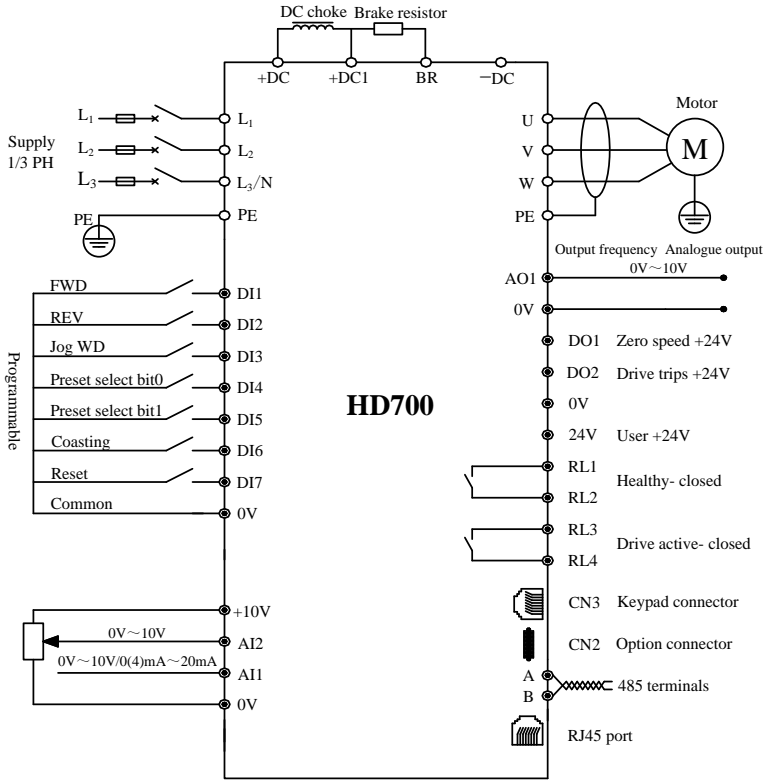 DC choke Brake resistor
+DC +DC1 BR −DC
L1 L1
Supply
1/3 PH
L2 L2
L3 L3/N
PE PE
U
V
W
PE
Motor
M
Output frequency Analogue output
0V～10V
AO1
0V
FWD DI1
REV DI2
Jog WD DI3
Preset select bit0 DI4
Preset select bit1 DI5
Coasting DI6
Reset DI7
Common 0V
Programmable
HD700
DO1 Zero speed +24V
DO2 Drive trips +24V
0V
24V User +24V
RL1
RL2
Healthy- closed
RL3
RL4
Drive active- closed
+10V
0V～10V AI2
0V～10V/0(4)mA～20mA AI1
0V
CN3 Keypad connector
CN2 Option connector
A
B
485 terminals
RJ45 port